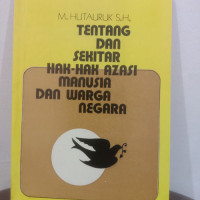 M. HUTAURUK S.H.
TENTANG
DAN
SEKITAR
HAK-HAK AZASI
MANUSIA
DAN WARGA
NEGARA